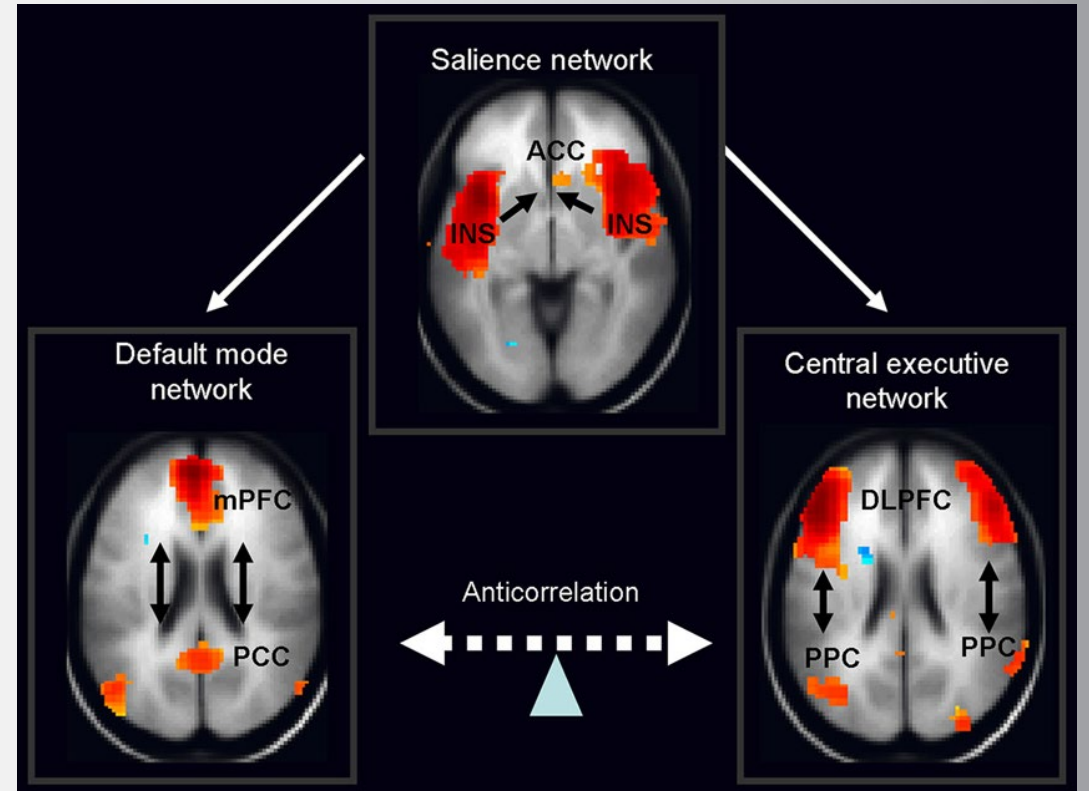 Salience network
ACC
INS
INS
Default mode
network
mPFC
PCC
Anticorrelation
Central executive
network
DLPFC
PPC
PPC